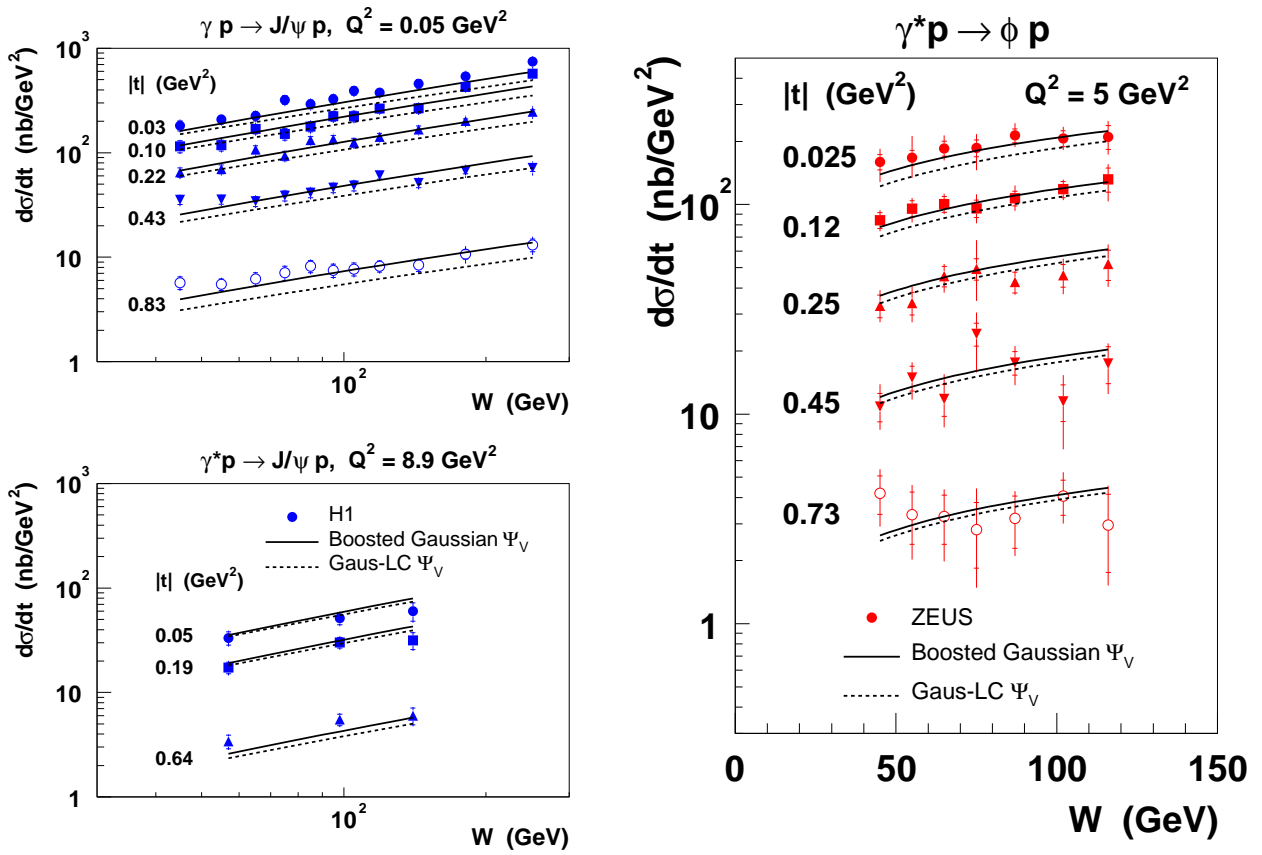 γ p → J/ψ p, Q² = 0.05 GeV²
dσ/dt (nb/GeV²)
10³
10²
10
1
|t| (GeV²)
0.03
0.10
0.22
0.43
0.83
10²
W (GeV)
γ*p → J/ψ p, Q² = 8.9 GeV²
dσ/dt (nb/GeV²)
10³
10²
10
1
H1
Boosted Gaussian Ψ_V
Gaus-LC Ψ_V
|t| (GeV²)
0.05
0.19
0.64
10²
W (GeV)
γ*p → φ p
dσ/dt (nb/GeV²)
10²
10
1
|t| (GeV²) Q² = 5 GeV²
0.025
0.12
0.25
0.45
0.73
ZEUS
Boosted Gaussian Ψ_V
Gaus-LC Ψ_V
0 50 100 150
W (GeV)